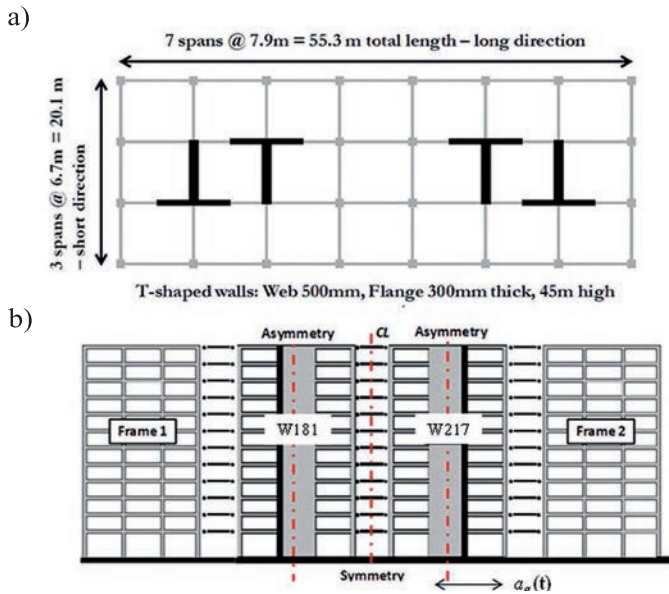 a)
7 spans @ 7.9m = 55.3 m total length – long direction
3 spans @ 6.7m = 20.1 m
– short direction
T-shaped walls: Web 500mm, Flange 300mm thick, 45m high
b)
Asymmetry CL Asymmetry
Frame 1 W181 W217 Frame 2
Symmetry a_g(t)